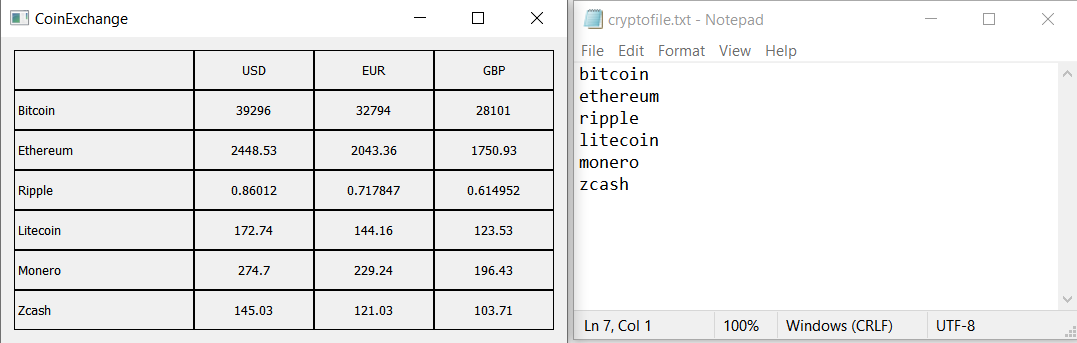 CoinExchange
USD EUR GBP
Bitcoin 39296 32794 28101
Ethereum 2448.53 2043.36 1750.93
Ripple 0.86012 0.717847 0.614952
Litecoin 172.74 144.16 123.53
Monero 274.7 229.24 196.43
Zcash 145.03 121.03 103.71
cryptofile.txt - Notepad
File Edit Format View Help
bitcoin
ethereum
ripple
litecoin
monero
zcash
Ln 7, Col 1 100% Windows (CRLF) UTF-8